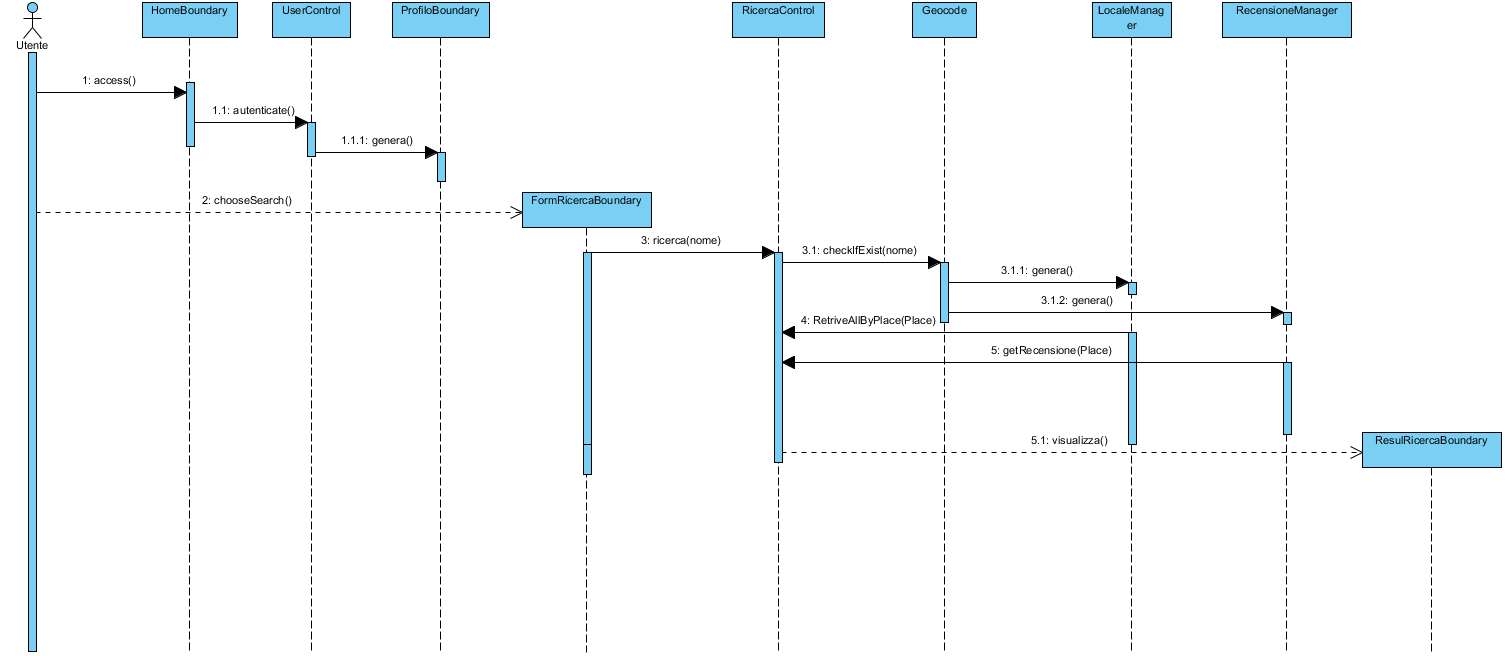 HomeBoundary
UserControl
ProfiloBoundary
RicercaControl
Geocode
LocaleManag
er
RecensioneManager
Utente
1: access()
1.1: autenticate()
1.1.1: genera()
2: chooseSearch()
FormRicercaBoundary
3: ricerca(nome)
3.1: checkIfExist(nome)
3.1.1: genera()
3.1.2: genera()
4: RetriveAllByPlace(Place)
5: getRecensione(Place)
5.1: visualizza()
ResulRicercaBoundary